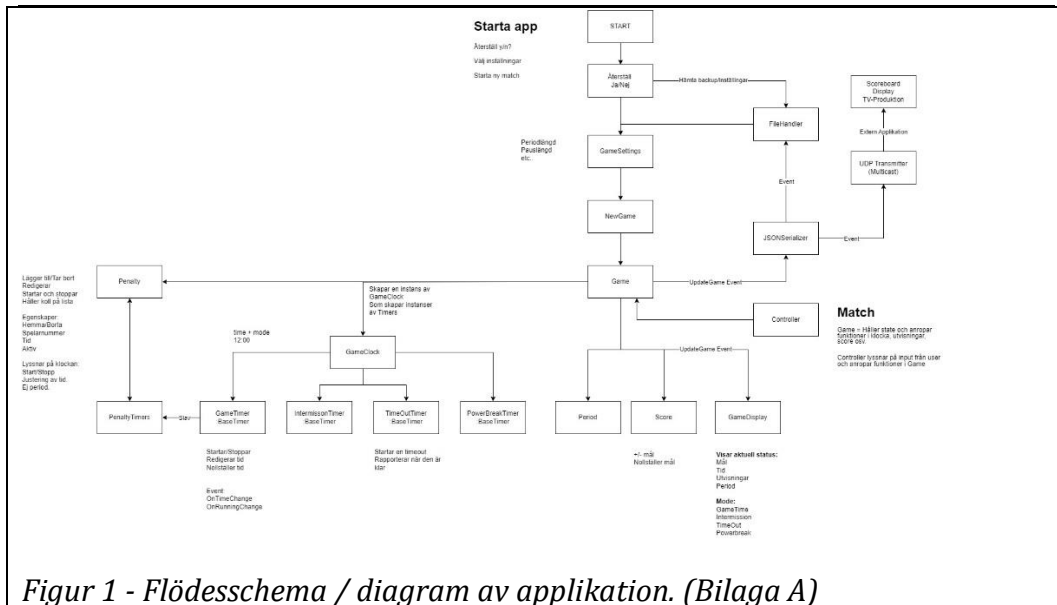 Starta app
Återställ y/n?
Välj inställningar
Starta ny match
START
Återställ
Ja/Nej
Hämta backup/inställingar
Scoreboard
Display
TV-Produktion
FileHandler
Extern Applikation
Periodlängd
Pauslängd
etc.
GameSettings
UDP Transmitter
(Multicast)
Event
NewGame
JSONSerializer
Event
Lägger till/Tar bort
Redigerar
Startar och stoppar
Håller koll på lista
Egenskaper:
Hemma/Borta
Spelarnummer
Tid
Aktiv
Lyssnar på klockan:
Start/Stopp
Justering av tid.
Ej period.
Penalty
Skapar en instans av
GameClock
Som skapar instanser
av Timers
Game
UpdateGame Event
Controller
Match
Game – Håller state och anropar
funktioner i klocka, utvisningar,
score osv.
Controller lyssnar på input från user
och anropar funktioner i Game
time + mode
12:00
GameClock
UpdateGame Event
PenaltyTimers
GameTimer
BaseTimer
IntermissonTimer
BaseTimer
TimeOutTimer
BaseTimer
PowerBreakTimer
BaseTimer
Period
Score
GameDisplay
Startar/Stoppar
Redigerar tid
Nollställer tid
Event:
OnTimeChange
OnRunningChange
Startar en timeout
Rapporterar när den är
klar
+/- mål
Nollställer mål
Visar aktuell status:
Mål
Tid
Utvisningar
Period
Mode:
GameTime
Intermission
TimeOut
Powerbreak
Figur 1 - Flödesschema / diagram av applikation. (Bilaga A)